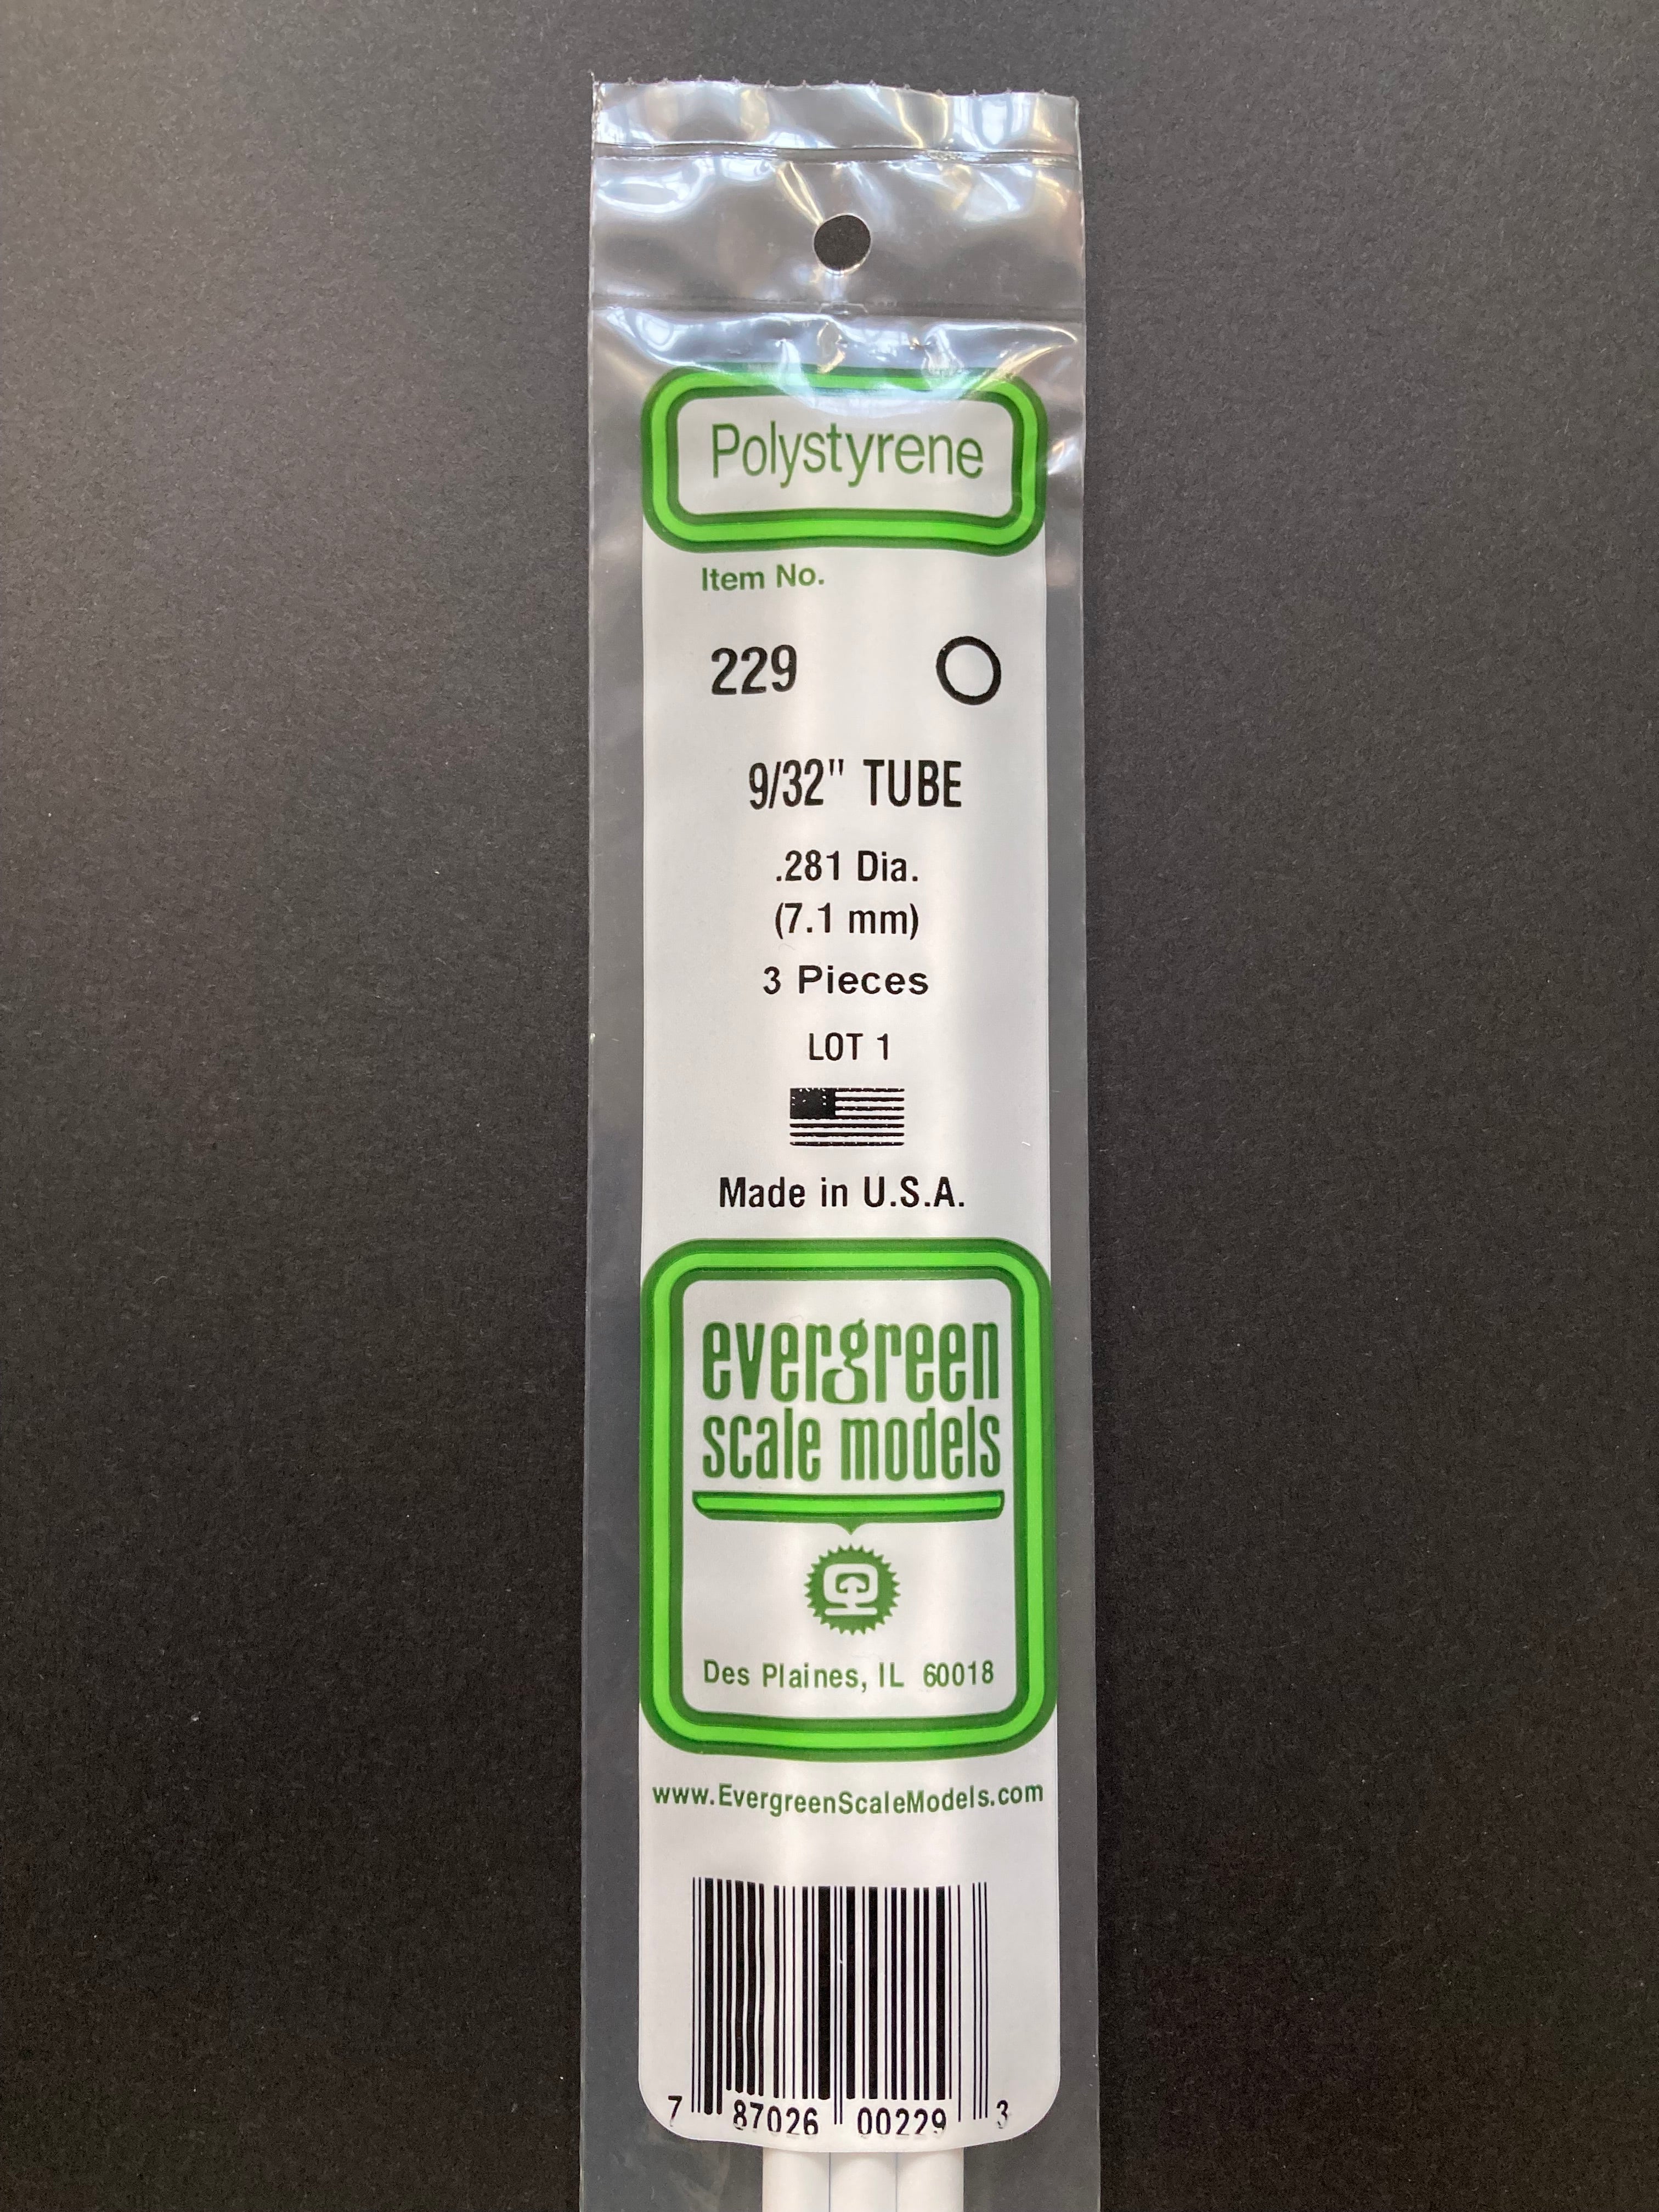 Polystyrene
Item No.
229
9/32" TUBE
.281 Dia.
(7.1 mm)
3 Pieces
LOT 1
Made in U.S.A.
evergreen
scale models
Des Plaines, IL 60018
www.EvergreenScaleModels.com
7 87026 00229 3